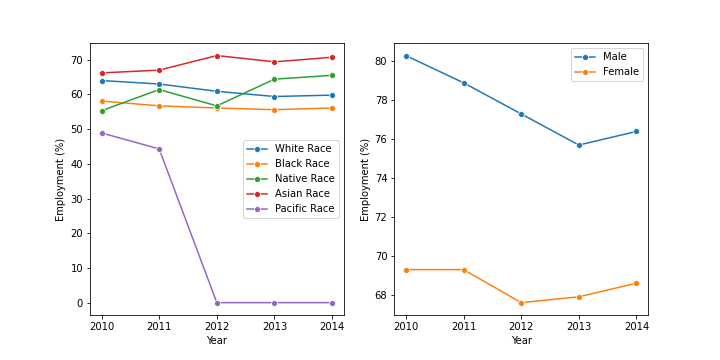 70
60
50
40
30
20
10
0
Employment (%)
White Race
Black Race
Native Race
Asian Race
Pacific Race
2010 2011 2012 2013 2014
Year
80
78
76
74
72
70
68
Employment (%)
Male
Female
2010 2011 2012 2013 2014
Year